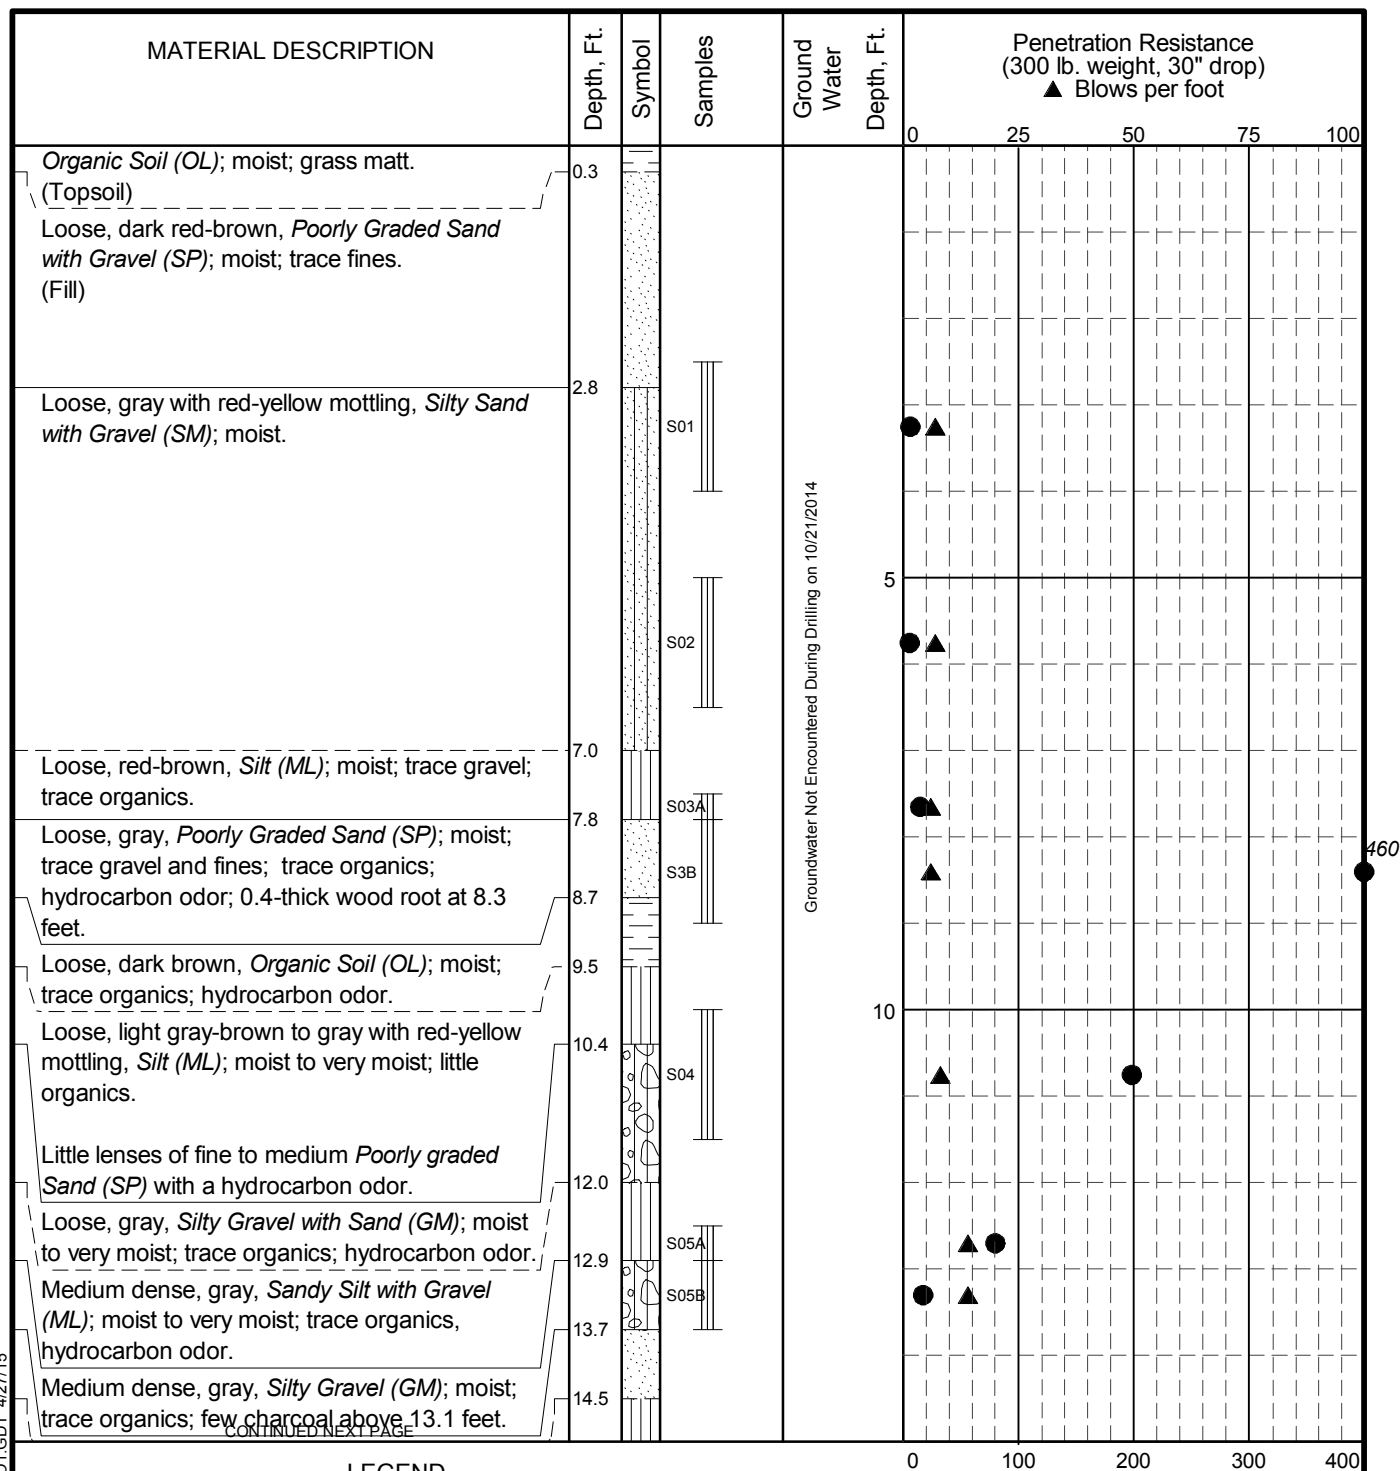 MATERIAL DESCRIPTION
Depth, Ft.
Symbol
Samples
Ground
Water
Depth, Ft.
Penetration Resistance
(300 lb. weight, 30" drop)
▲ Blows per foot
0 25 50 75 100
Organic Soil (OL); moist; grass matt.
(Topsoil)
0.3
Loose, dark red-brown, Poorly Graded Sand
with Gravel (SP); moist; trace fines.
(Fill)
2.8
Loose, gray with red-yellow mottling, Silty Sand
with Gravel (SM); moist.
S01
5
S02
Groundwater Not Encountered During Drilling on 10/21/2014
7.0
Loose, red-brown, Silt (ML); moist; trace gravel;
trace organics.
S03A
7.8
Loose, gray, Poorly Graded Sand (SP); moist;
trace gravel and fines; trace organics;
hydrocarbon odor; 0.4-thick wood root at 8.3
feet.
S3B
460
8.7
Loose, dark brown, Organic Soil (OL); moist;
trace organics; hydrocarbon odor.
9.5
10
Loose, light gray-brown to gray with red-yellow
mottling, Silt (ML); moist to very moist; little
organics.
10.4
S04
Little lenses of fine to medium Poorly graded
Sand (SP) with a hydrocarbon odor.
12.0
Loose, gray, Silty Gravel with Sand (GM); moist
to very moist; trace organics; hydrocarbon odor.
S05A
12.9
Medium dense, gray, Sandy Silt with Gravel
(ML); moist to very moist; trace organics,
hydrocarbon odor.
S05B
13.7
Medium dense, gray, Silty Gravel (GM); moist;
trace organics; few charcoal above 13.1 feet.
14.5
CONTINUED NEXT PAGE
0 100 200 300 400
LEGEND
4/27/15